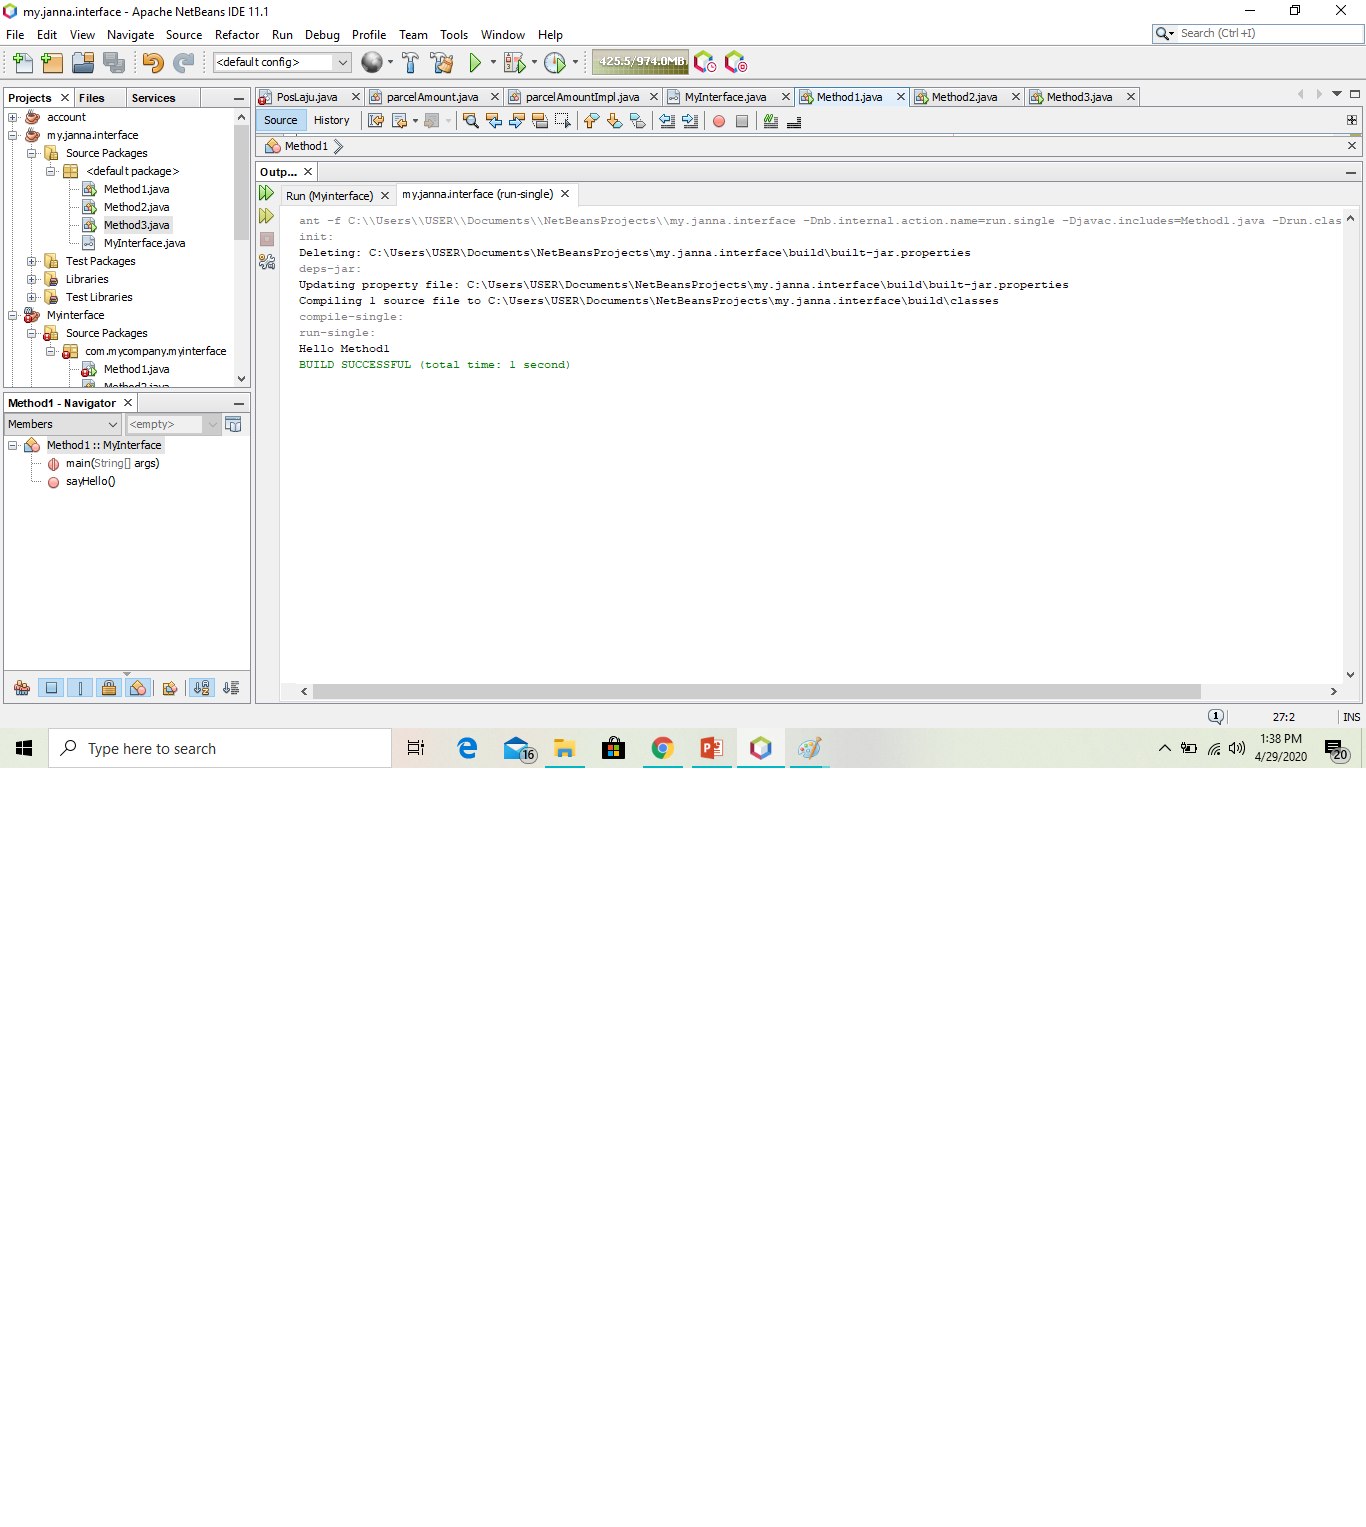 my.janna.interface - Apache NetBeans IDE 11.1
File Edit View Navigate Source Refactor Run Debug Profile Team Tools Window Help
Search (Ctrl+I)
<default config>
425.5/974.0MB
Projects Files Services
PosLaju.java parcelAmount.java parcelAmountImpl.java MyInterface.java Method1.java Method2.java Method3.java
Source History
Method1
account
my.janna.interface
Source Packages
<default package>
Method1.java
Method2.java
Method3.java
MyInterface.java
Test Packages
Libraries
Test Libraries
Myinterface
Source Packages
com.mycompany.myinterface
Method1.java
Method2.java
Outp...
Run (Myinterface) my.janna.interface (run-single)
ant -f C:\\Users\\USER\\Documents\\NetBeansProjects\\my.janna.interface -Dnb.internal.action.name=run.single -Djavac.includes=Method1.java -Drun.clas
init:
Deleting: C:\Users\USER\Documents\NetBeansProjects\my.janna.interface\build\built-jar.properties
deps-jar:
Updating property file: C:\Users\USER\Documents\NetBeansProjects\my.janna.interface\build\built-jar.properties
Compiling 1 source file to C:\Users\USER\Documents\NetBeansProjects\my.janna.interface\build\classes
compile-single:
run-single:
Hello Method1
BUILD SUCCESSFUL (total time: 1 second)
Method1 - Navigator
Members <empty>
Method1 :: MyInterface
main(String[] args)
sayHello()
1 27:2 INS
Type here to search
16
1:38 PM
4/29/2020
20